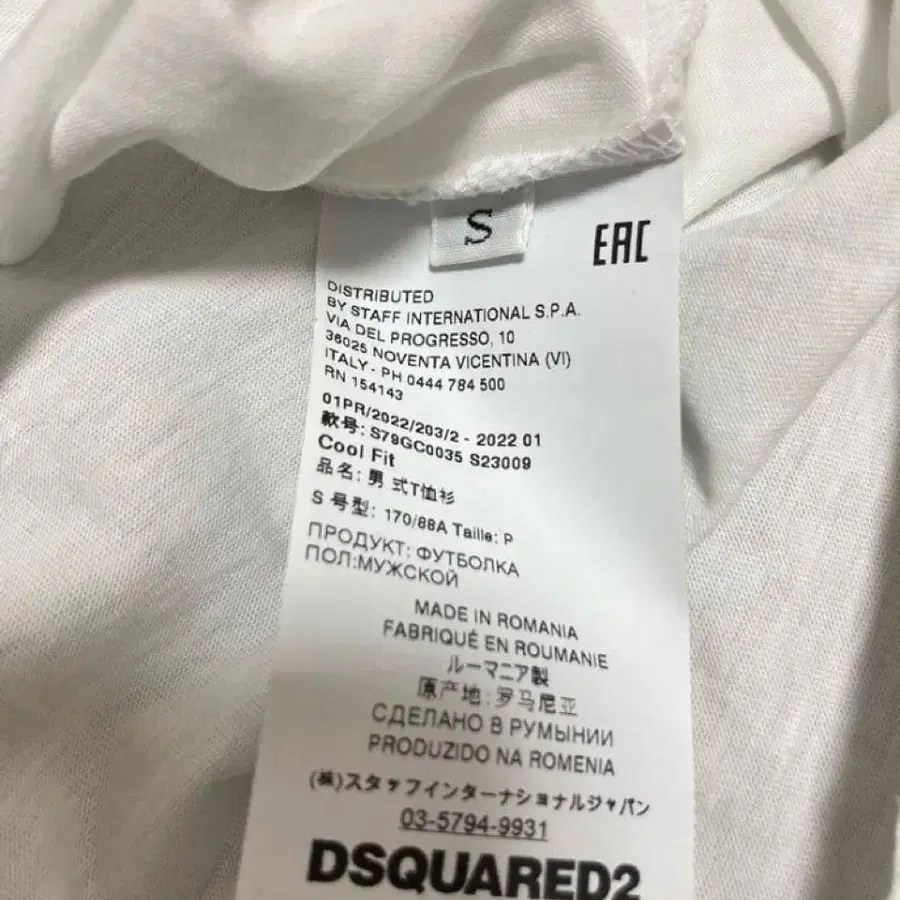 S
EAC
DISTRIBUTED
BY STAFF INTERNATIONAL S.P.A.
VIA DEL PROGRESSO, 10
36025 NOVENTA VICENTINA (VI)
ITALY - PH 0444 784 500
RN 154143
01PR/2022/203/2 - 2022 01
款号: S79GC0035 S23009
Cool Fit
品名: 男 式T恤衫
S 号型: 170/88A Taille: P
ПРОДУКТ: ФУТБОЛКА
ПОЛ:МУЖСКОЙ
MADE IN ROMANIA
FABRIQUÉ EN ROUMANIE
ルーマニア製
原产地:罗马尼亚
СДЕЛАНО В РУМЫНИИ
PRODUZIDO NA ROMENIA
(株)スタッフインターナショナルジャパン
03-5794-9931
DSQUARED2